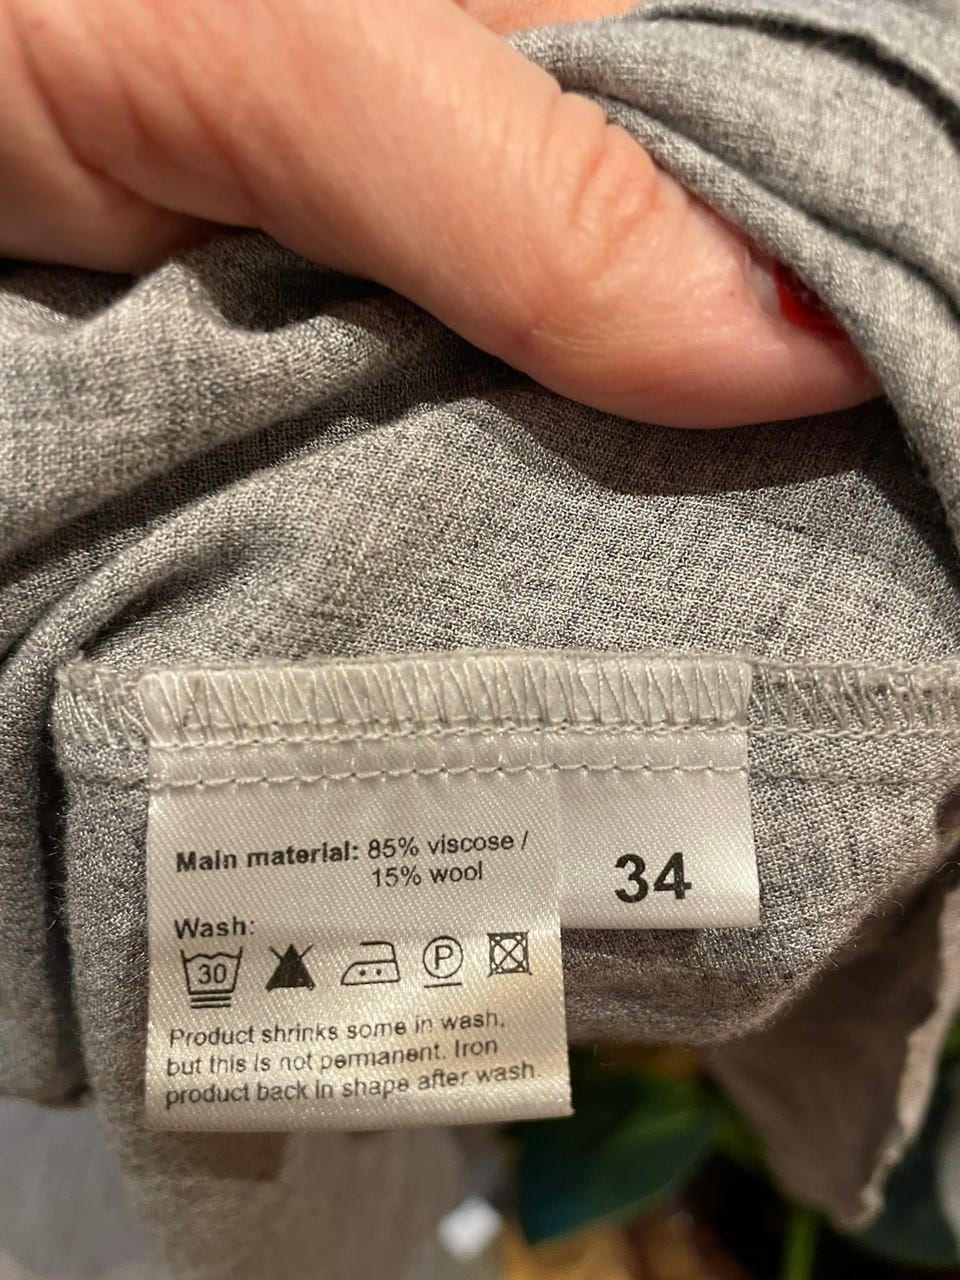 Main material: 85% viscose /
15% wool
34
Wash:
30
P
Product shrinks some in wash,
but this is not permanent. Iron
product back in shape after wash.